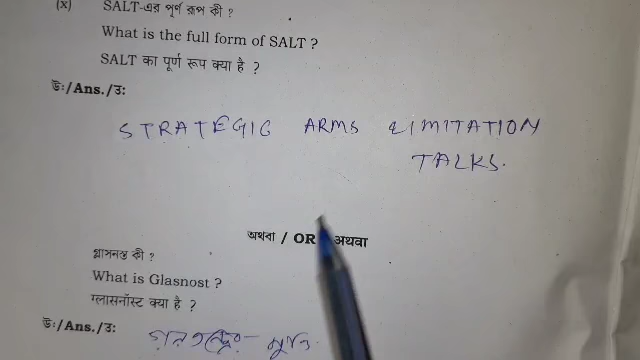 (x) SALT-এর পূর্ণ রূপ কী ?
What is the full form of SALT ?
SALT का पूर्ण रूप क्या है ?
উ:/Ans./उ:
STRATEGIC ARMS LIMITATION
TALKS.
অথবা / OR / अथवा
গ্লাসনস্ত কী ?
What is Glasnost ?
ग्लासनॉस्ट क्या है ?
উ:/Ans./उ: